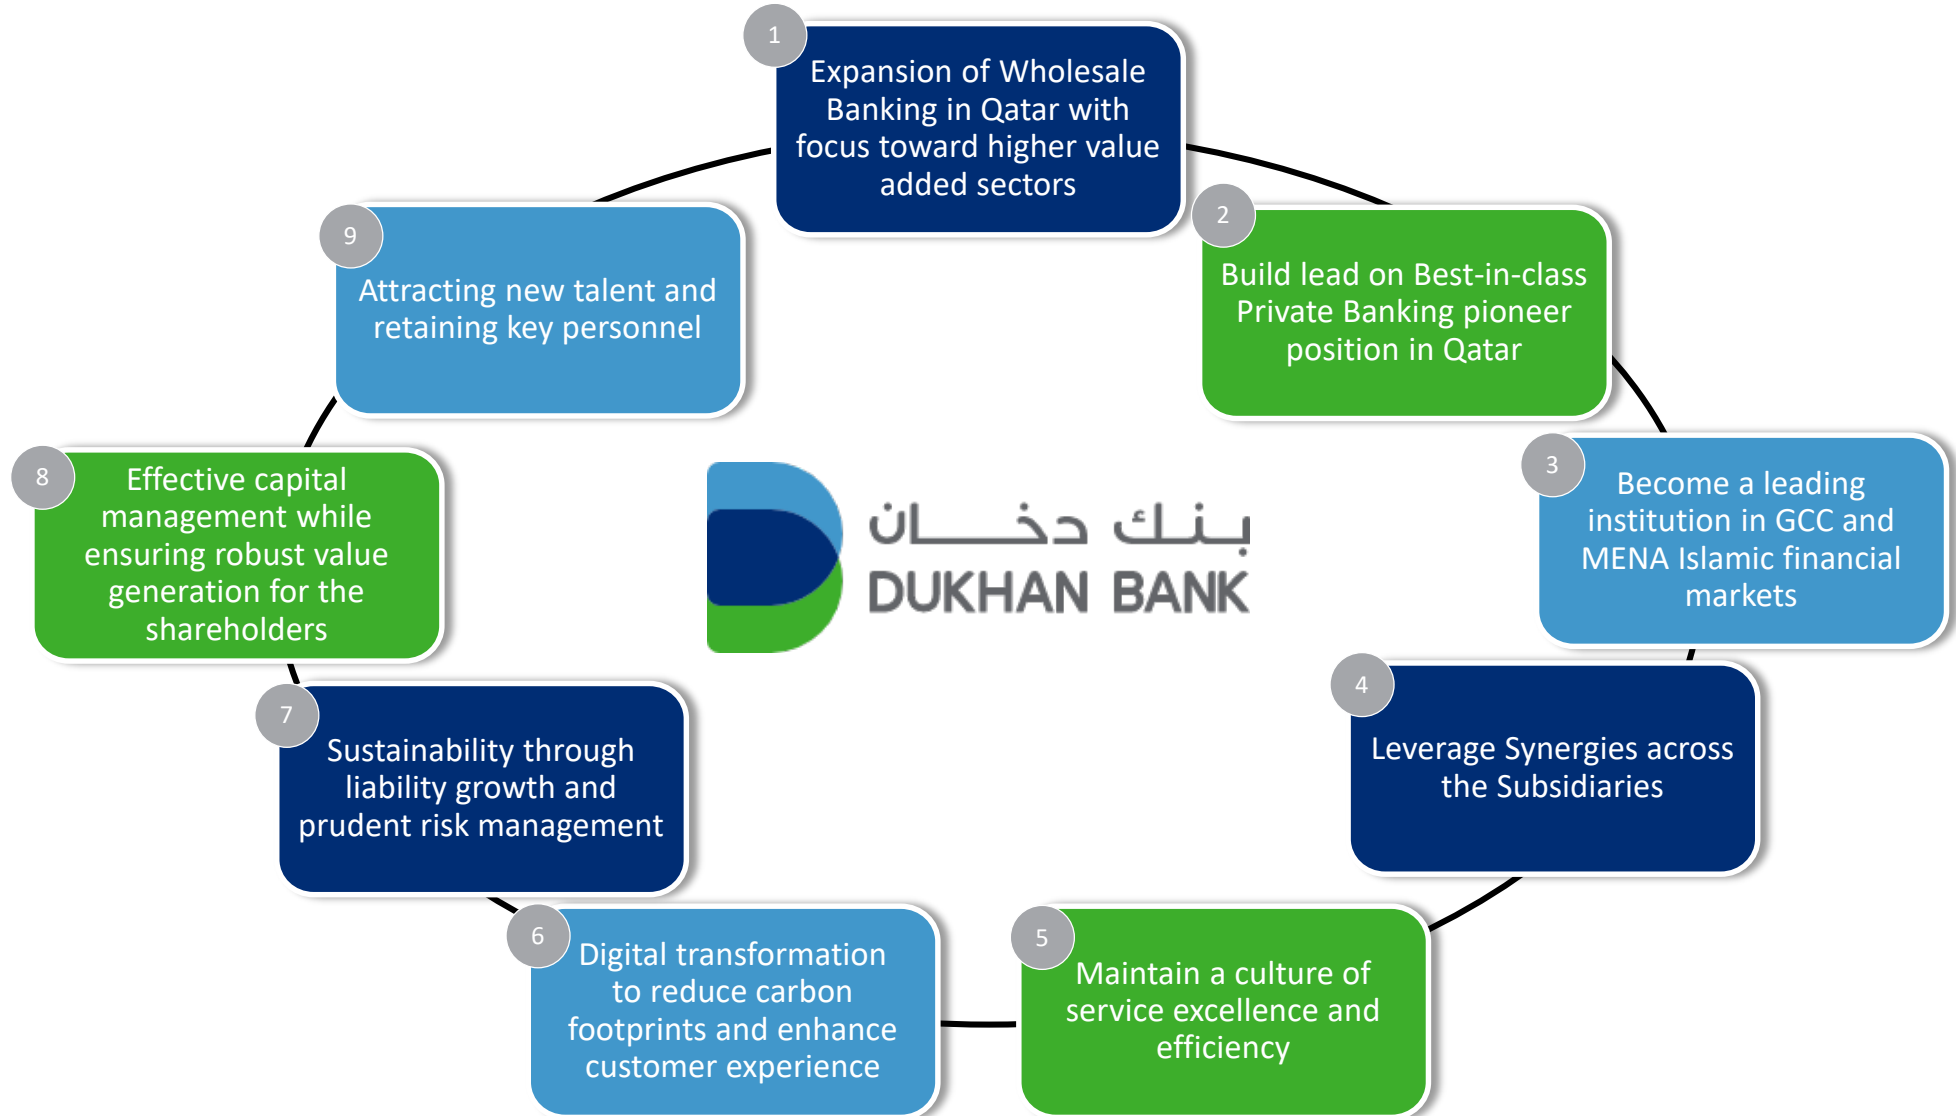 1
Expansion of Wholesale
Banking in Qatar with
focus toward higher value
added sectors
2
Build lead on Best-in-class
Private Banking pioneer
position in Qatar
3
Become a leading
institution in GCC and
MENA Islamic financial
markets
4
Leverage Synergies across
the Subsidiaries
5
Maintain a culture of
service excellence and
efficiency
6
Digital transformation
to reduce carbon
footprints and enhance
customer experience
7
Sustainability through
liability growth and
prudent risk management
8
Effective capital
management while
ensuring robust value
generation for the
shareholders
9
Attracting new talent and
retaining key personnel
بنك دخان
DUKHAN BANK